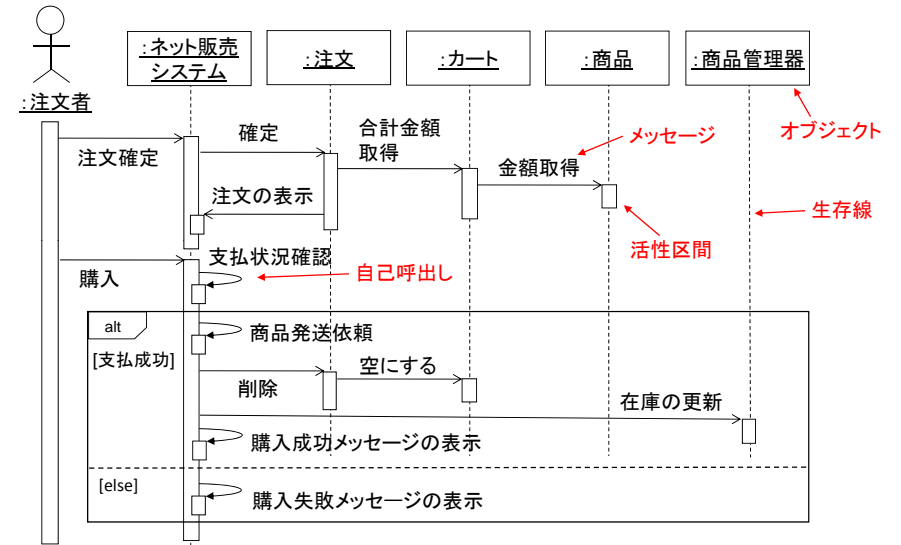 :注文者
:ネット販売
システム
:注文
:カート
:商品
:商品管理器
オブジェクト
注文確定
確定
合計金額
取得
メッセージ
金額取得
注文の表示
生存線
活性区間
支払状況確認
自己呼出し
購入
alt
商品発送依頼
[支払成功]
空にする
削除
在庫の更新
購入成功メッセージの表示
[else]
購入失敗メッセージの表示